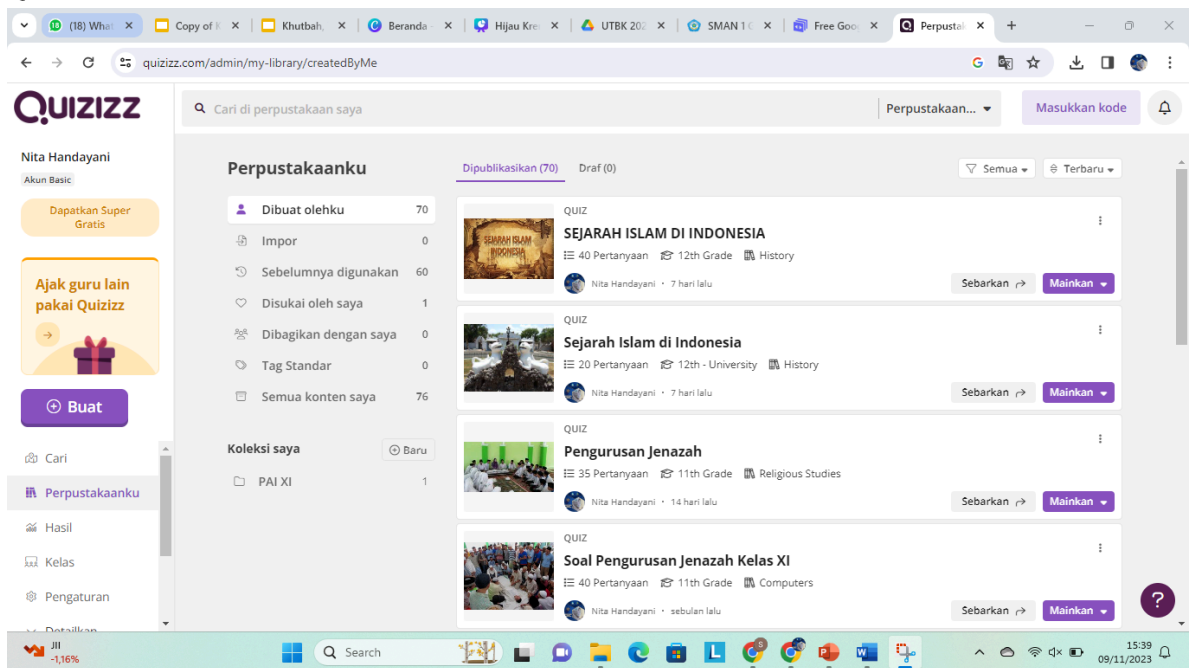 (18) What
Copy of K
Khutbah,
Beranda -
Hijau Kre
UTBK 202
SMAN 1 C
Free Goo
Perpustak
quizizz.com/admin/my-library/createdByMe
QUIZIZZ
Cari di perpustakaan saya
Perpustakaan...
Masukkan kode
Nita Handayani
Akun Basic
Dapatkan Super
Gratis
Ajak guru lain
pakai Quizizz
Buat
Cari
Perpustakaanku
Hasil
Kelas
Pengaturan
Detailkan
Perpustakaanku
Dibuat olehku 70
Impor 0
Sebelumnya digunakan 60
Disukai oleh saya 1
Dibagikan dengan saya 0
Tag Standar 0
Semua konten saya 76
Koleksi saya
Baru
PAI XI 1
Dipublikasikan (70) Draf (0)
Semua
Terbaru
SEJARAH ISLAM
INDONESIA
QUIZ
SEJARAH ISLAM DI INDONESIA
40 Pertanyaan 12th Grade History
Nita Handayani • 7 hari lalu
Sebarkan Mainkan
QUIZ
Sejarah Islam di Indonesia
20 Pertanyaan 12th - University History
Nita Handayani • 7 hari lalu
Sebarkan Mainkan
QUIZ
Pengurusan Jenazah
35 Pertanyaan 11th Grade Religious Studies
Nita Handayani • 14 hari lalu
Sebarkan Mainkan
QUIZ
Soal Pengurusan Jenazah Kelas XI
40 Pertanyaan 11th Grade Computers
Nita Handayani • sebulan lalu
Sebarkan Mainkan
?
JII
-1,16%
Search
15:39
09/11/2023